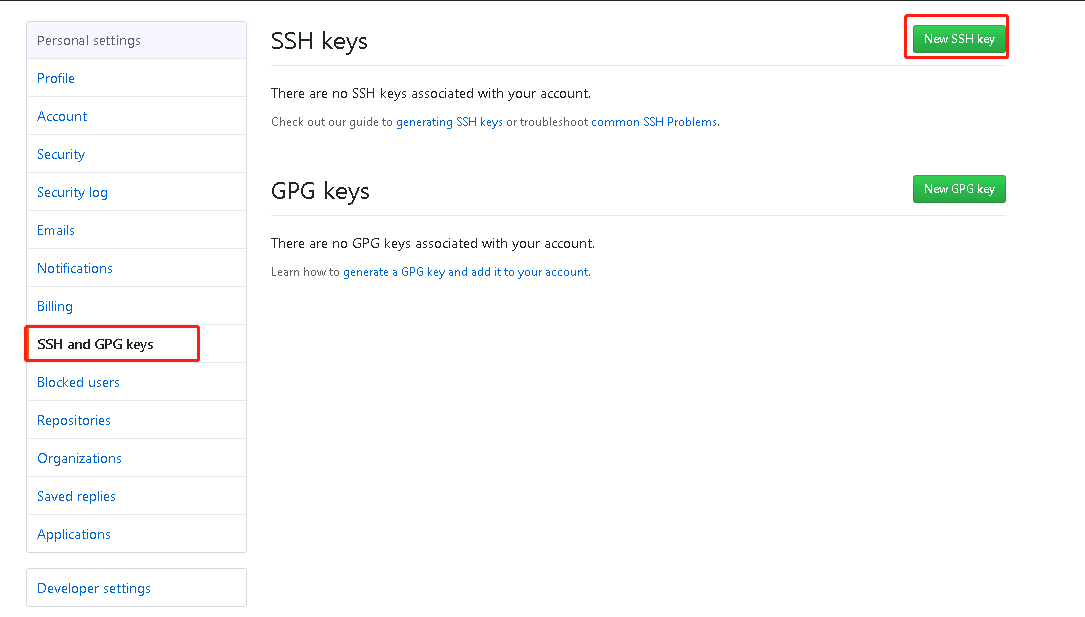 Personal settings
Profile
Account
Security
Security log
Emails
Notifications
Billing
SSH and GPG keys
Blocked users
Repositories
Organizations
Saved replies
Applications
Developer settings
SSH keys
New SSH key
There are no SSH keys associated with your account.
Check out our guide to generating SSH keys or troubleshoot common SSH Problems.
GPG keys
New GPG key
There are no GPG keys associated with your account.
Learn how to generate a GPG key and add it to your account.